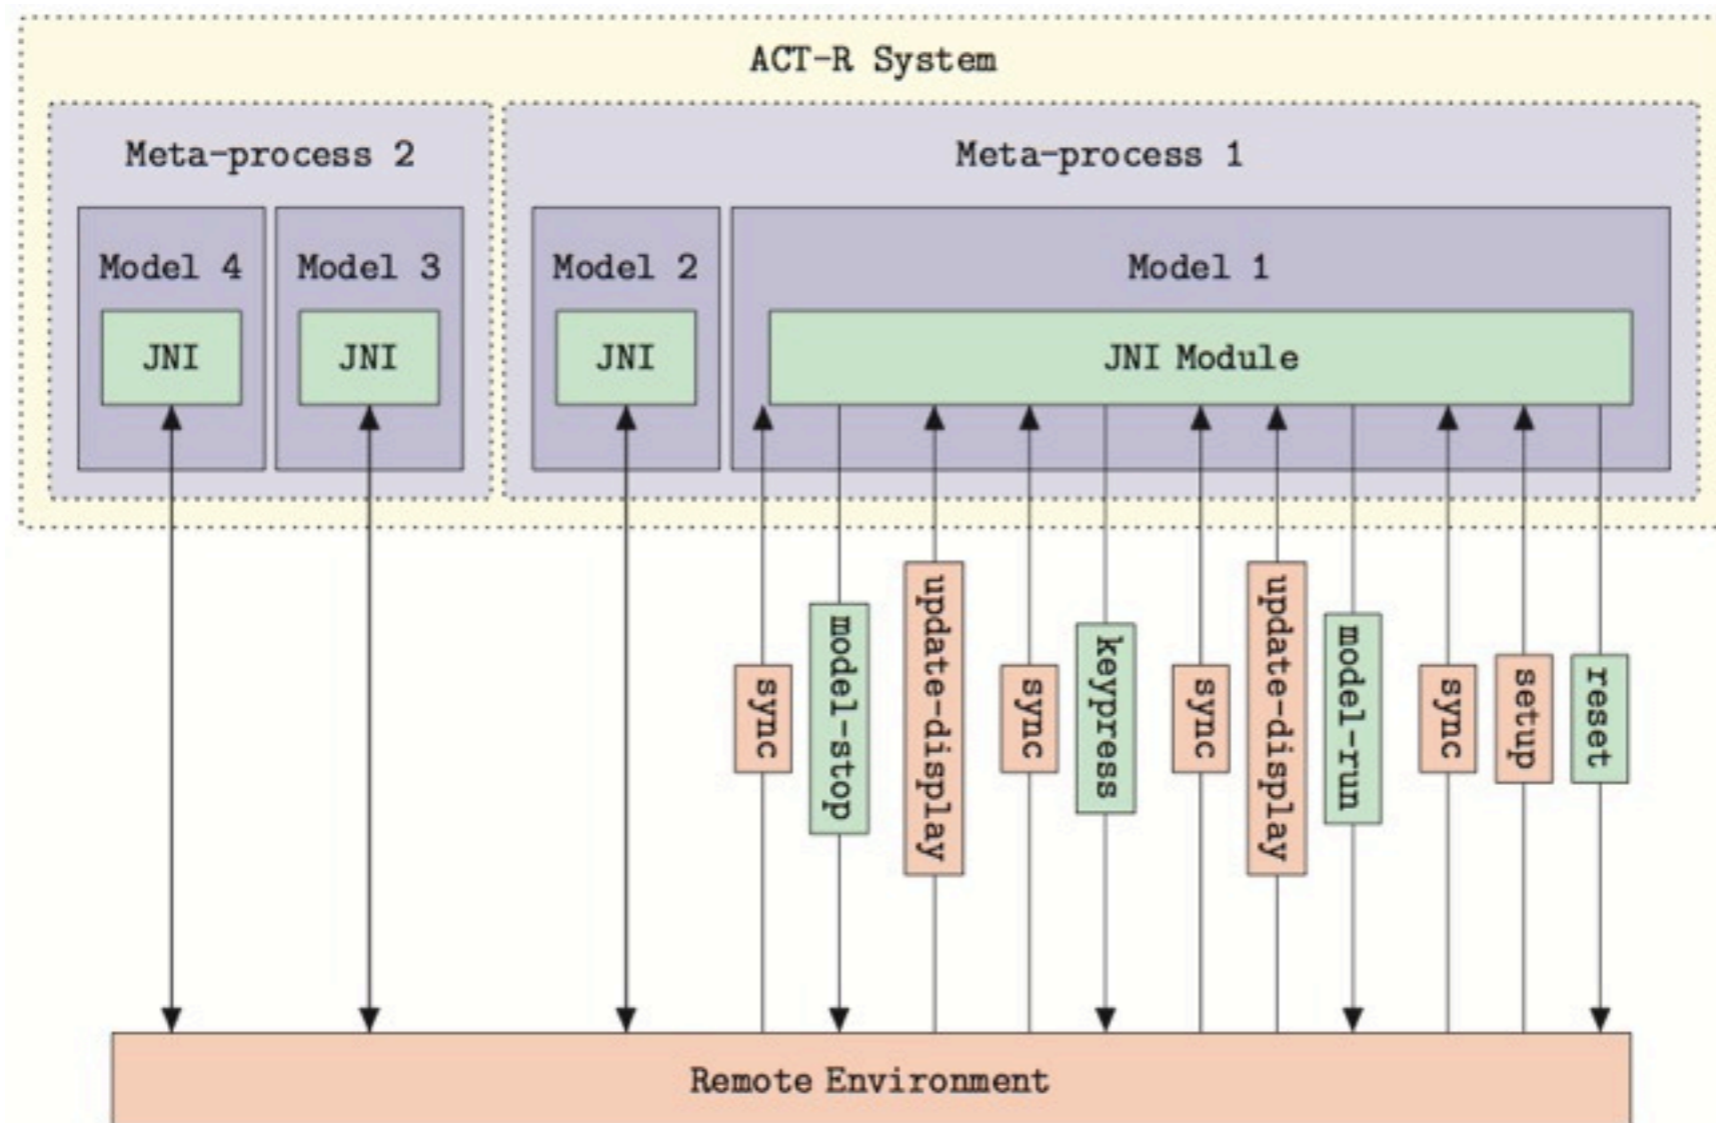 ACT-R System
Meta-process 2
Meta-process 1
Model 4
Model 3
Model 2
Model 1
JNI
JNI
JNI
JNI Module
sync
model-stop
update-display
sync
keypress
sync
update-display
model-run
sync
setup
reset
Remote Environment